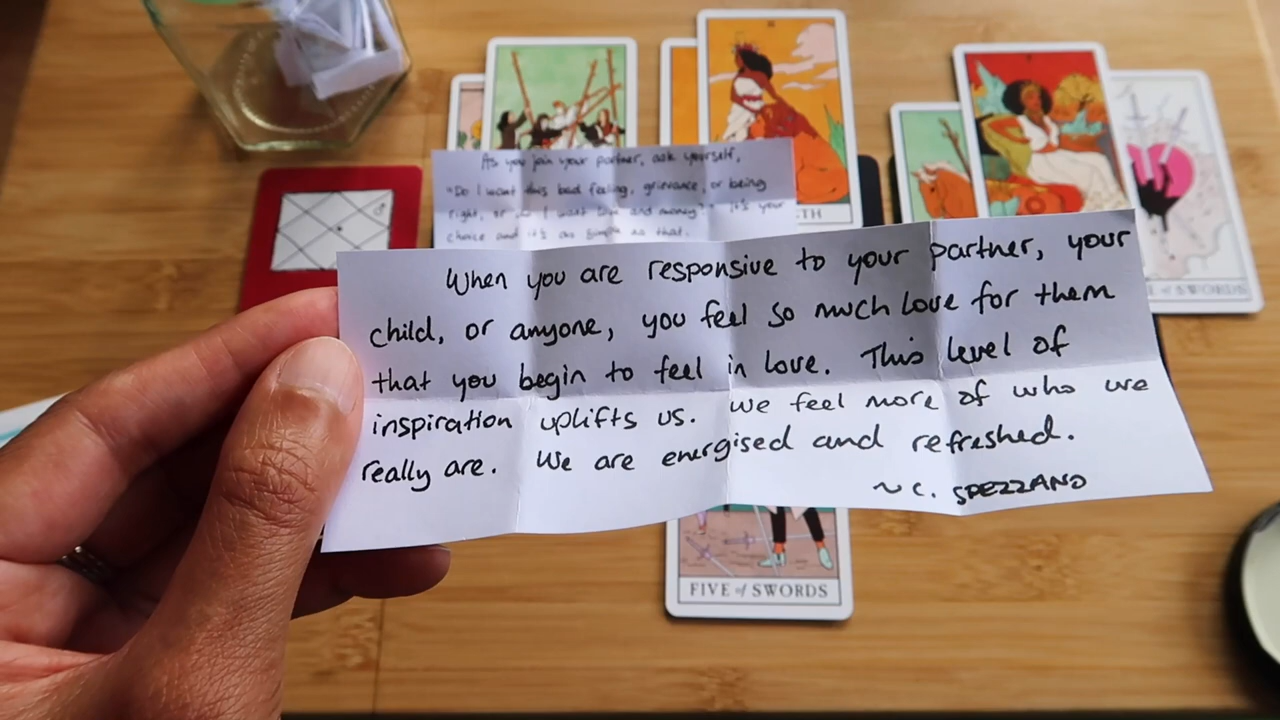 As you join your partner, ask yourself,
"Do I want this bad feeling, grievance, or being
right, or do I want love and money?" It's your
choice and it's as simple as that.
When you are responsive to your partner, your
child, or anyone, you feel so much love for them
that you begin to feel in love. This level of
inspiration uplifts us. We feel more of who we
really are. We are energised and refreshed.
~ C. SPEZZANO
FIVE of SWORDS